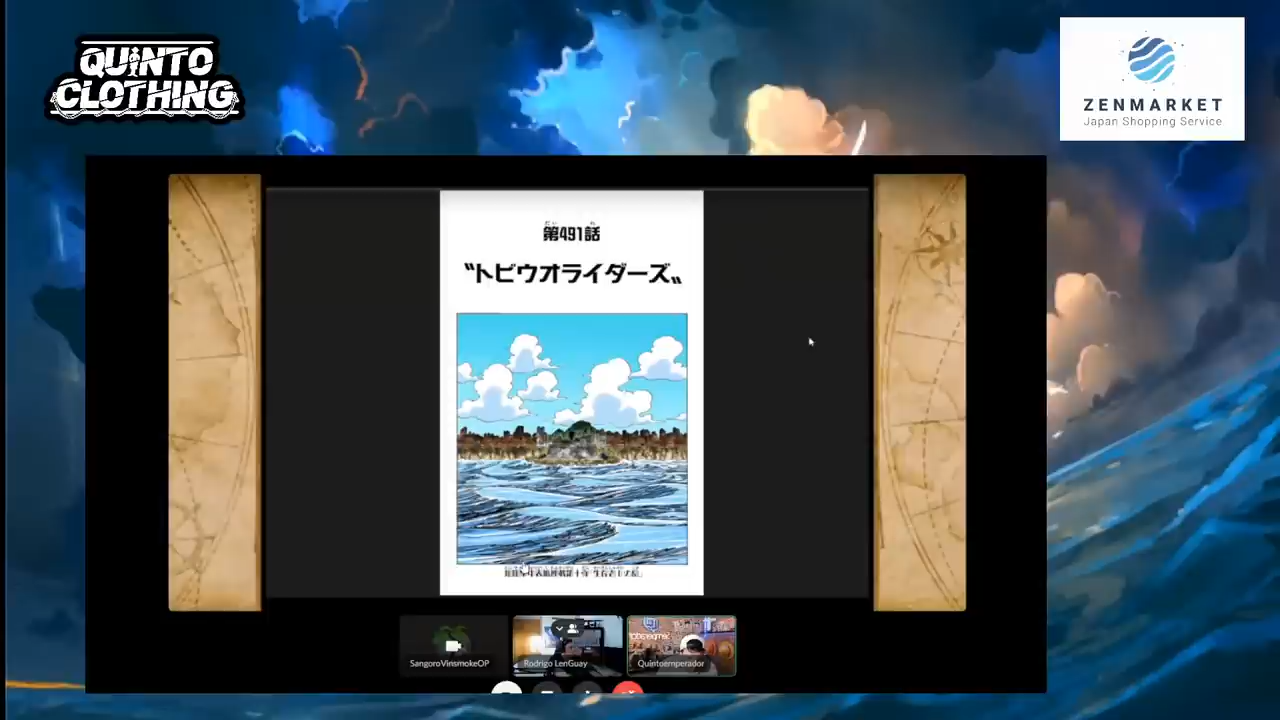 QUINTO
CLOTHING
ZENMARKET
Japan Shopping Service
第491話
〝トビウオライダーズ〟
SangoroVinsmokeOP
Rodrigo LenGuay
Quintoemperador